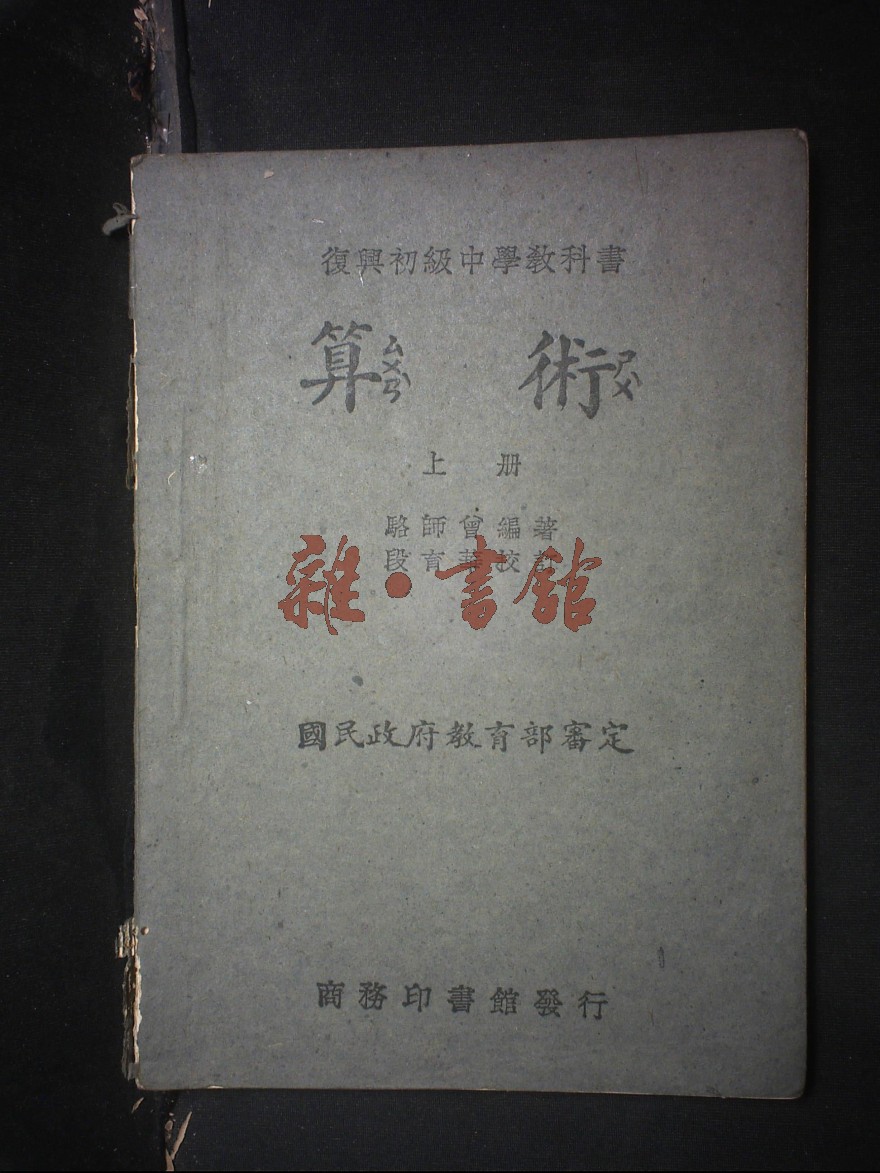 復興初級中學教科書
算ㄙㄨㄢˋ 術ㄕㄨˋ
上 册
駱師曾編著
段育華校訂
雜·書館
國民政府教育部審定
商務印書館發行